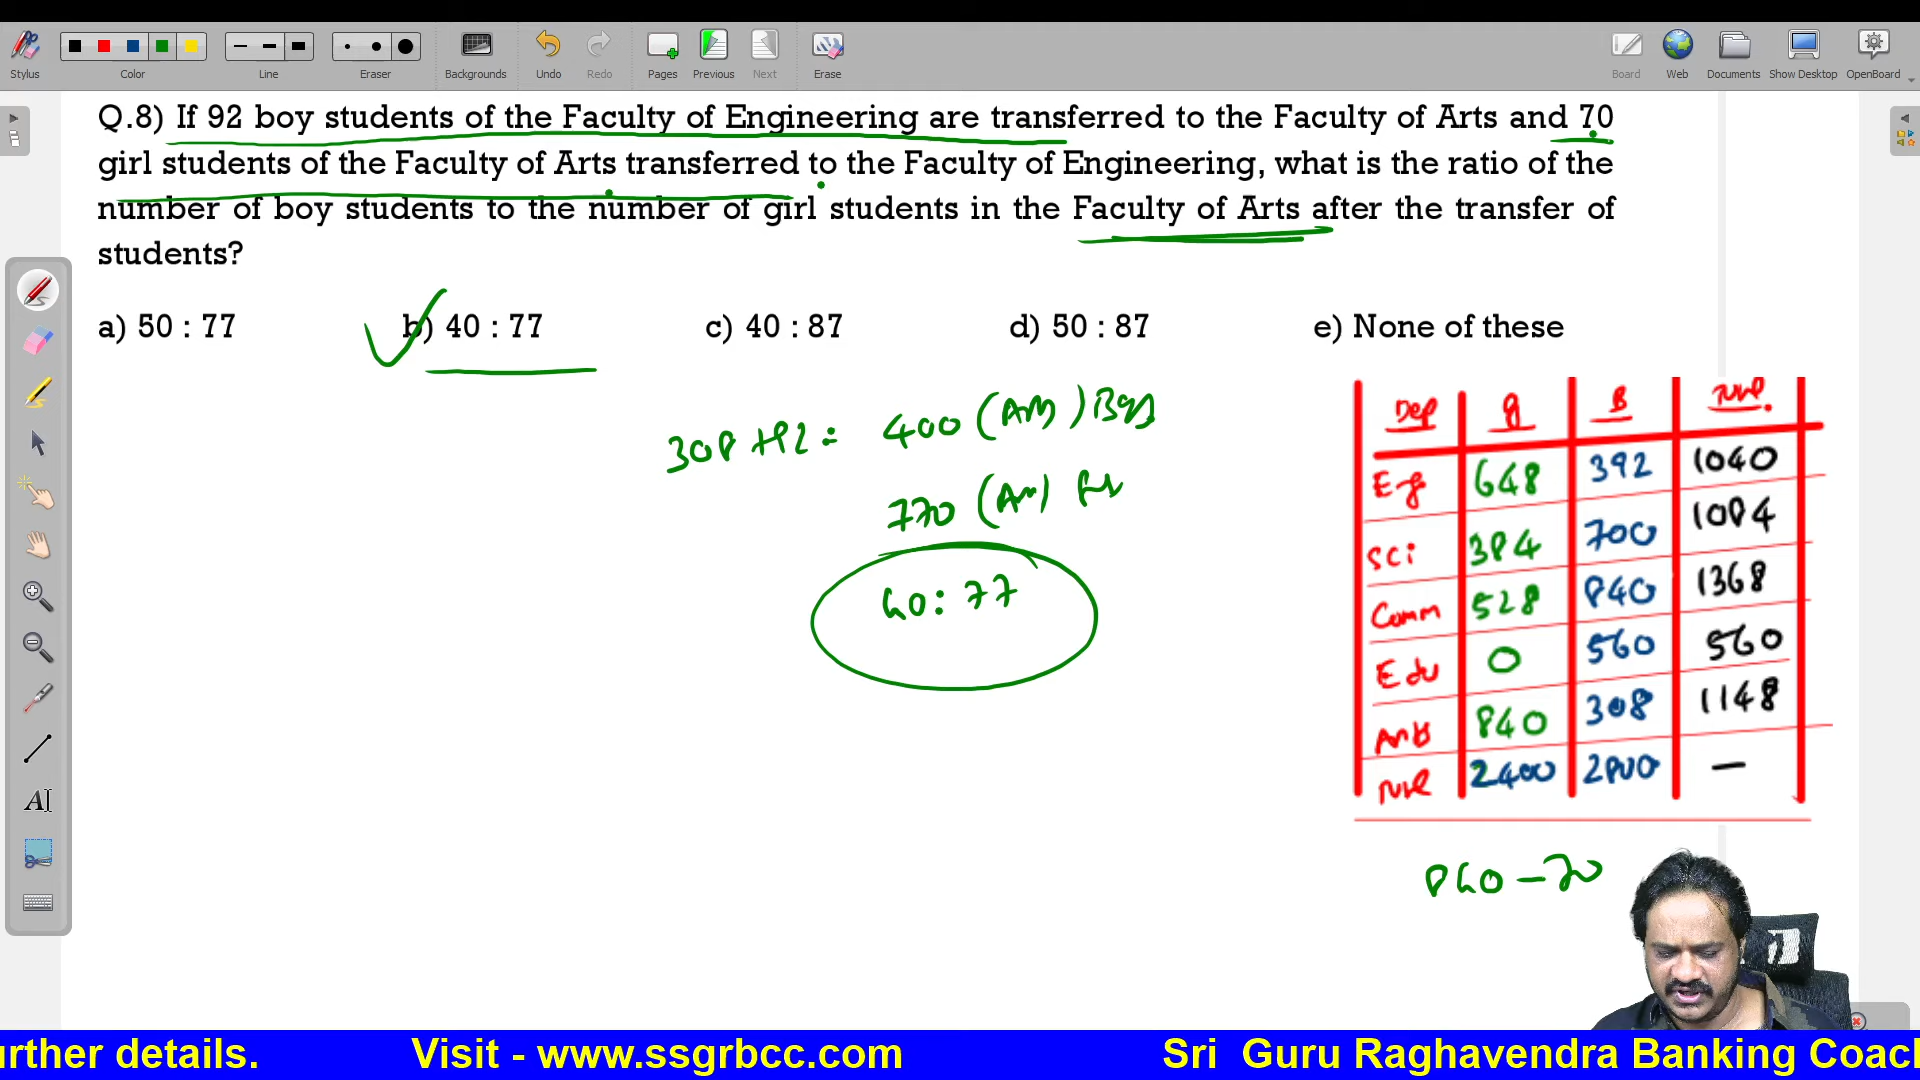 Stylus
Color
Line
Eraser
Backgrounds
Undo
Redo
Pages
Previous
Next
Erase
Board
Web
Documents
Show Desktop
OpenBoard
Q.8) If 92 boy students of the Faculty of Engineering are transferred to the Faculty of Arts and 70
girl students of the Faculty of Arts transferred to the Faculty of Engineering, what is the ratio of the
number of boy students to the number of girl students in the Faculty of Arts after the transfer of
students?
a) 50 : 77 b) 40 : 77 c) 40 : 87 d) 50 : 87 e) None of these
308 + 92 = 400 (Arts) Boys
770 (Art)
40 : 77
Dep g B
Eng 648 392 1040
Sci 384 700 1084
Comm 528 840 1368
Edu 0 560 560
Arts 840 308 1148
2400 2800 —
840 - 70
urther details. Visit - www.ssgrbcc.com Sri Guru Raghavendra Banking Coach